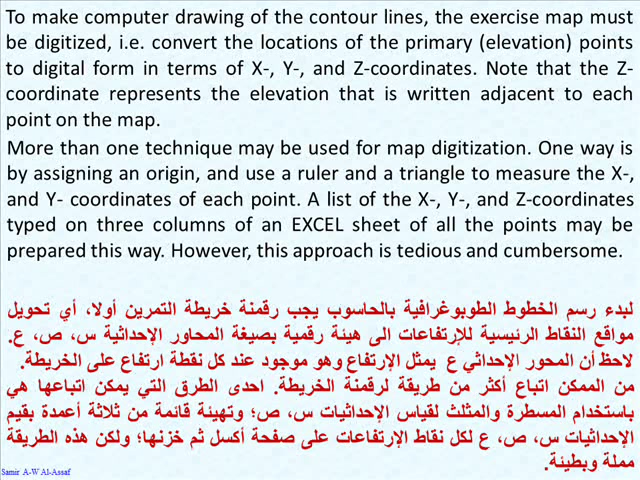 To make computer drawing of the contour lines, the exercise map must
be digitized, i.e. convert the locations of the primary (elevation) points
to digital form in terms of X-, Y-, and Z-coordinates. Note that the Z-
coordinate represents the elevation that is written adjacent to each
point on the map.
More than one technique may be used for map digitization. One way is
by assigning an origin, and use a ruler and a triangle to measure the X-,
and Y- coordinates of each point. A list of the X-, Y-, and Z-coordinates
typed on three columns of an EXCEL sheet of all the points may be
prepared this way. However, this approach is tedious and cumbersome.
لبدء رسم الخطوط الطوبوغرافية بالحاسوب يجب رقمنة خريطة التمرين أولا، أي تحويل
مواقع النقاط الرئيسية للإرتفاعات الى هيئة رقمية بصيغة المحاور الإحداثية س، ص، ع.
لاحظ أن المحور الإحداثي ع يمثل الإرتفاع وهو موجود عند كل نقطة ارتفاع على الخريطة.
من الممكن اتباع أكثر من طريقة لرقمنة الخريطة. احدى الطرق التي يمكن اتباعها هي
باستخدام المسطرة والمثلث لقياس الإحداثيات س، ص؛ وتهيئة قائمة من ثلاثة أعمدة بقيم
الإحداثيات س، ص، ع لكل نقاط الإرتفاعات على صفحة أكسل ثم خزنها؛ ولكن هذه الطريقة
مملة وبطيئة.
Samir A-W Al-Assaf